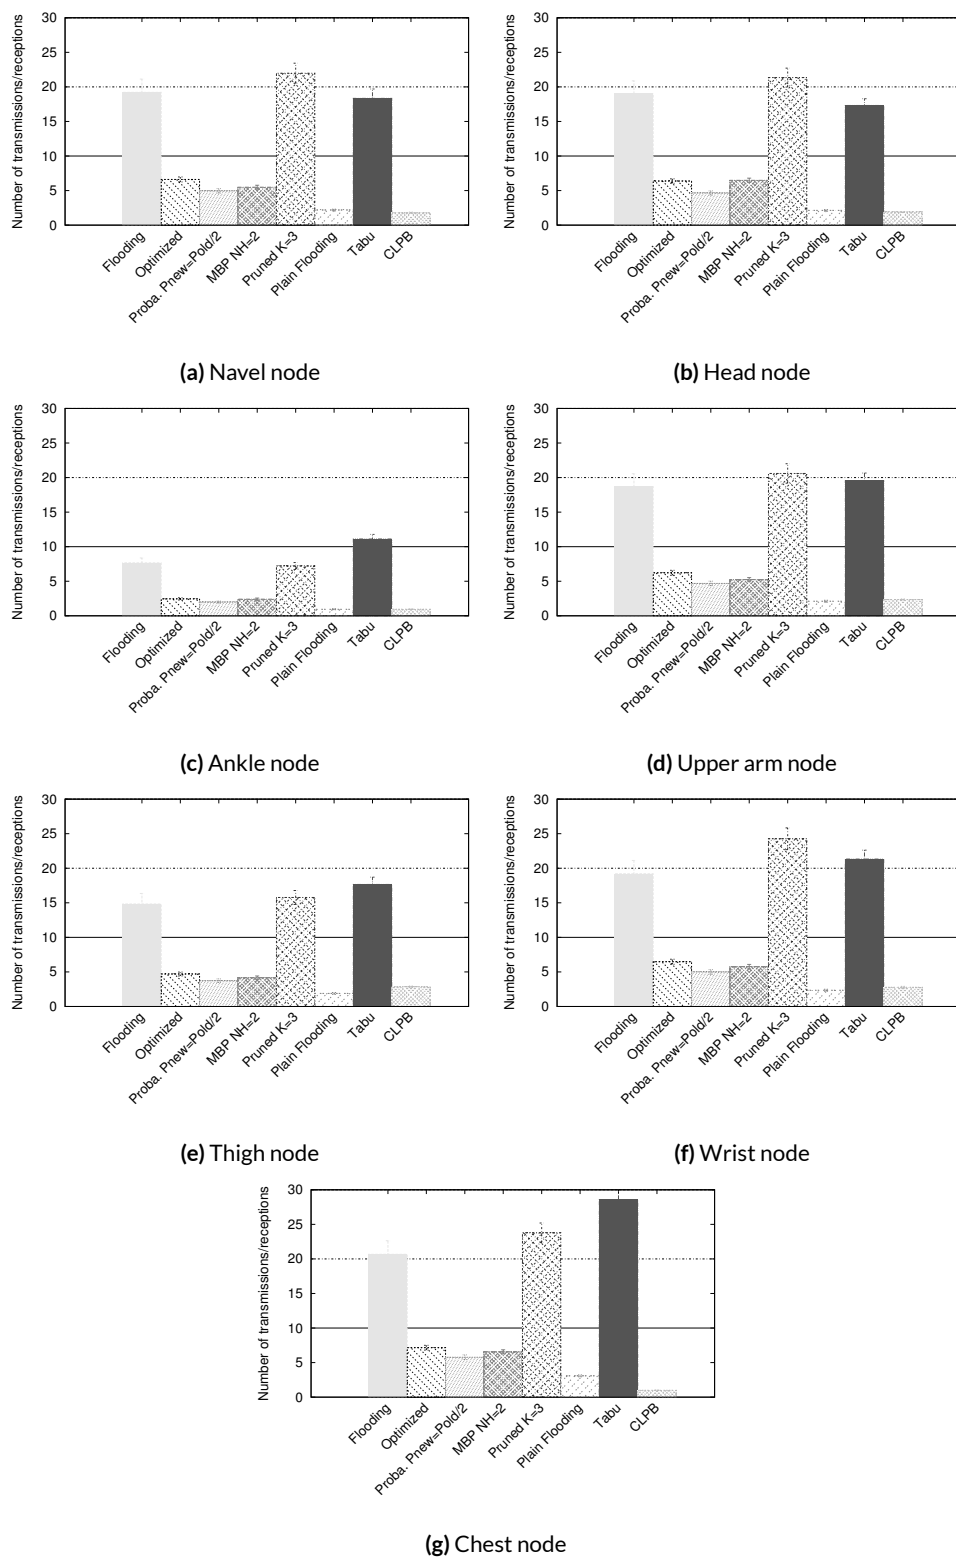 Number of transmissions/receptions
30
25
20
15
10
5
0
Flooding
Optimized
Proba. Pnew=Pold/2
MBP NH=2
Pruned K=3
Plain Flooding
Tabu
CLPB
(a) Navel node
Number of transmissions/receptions
30
25
20
15
10
5
0
Flooding
Optimized
Proba. Pnew=Pold/2
MBP NH=2
Pruned K=3
Plain Flooding
Tabu
CLPB
(b) Head node
Number of transmissions/receptions
30
25
20
15
10
5
0
Flooding
Optimized
Proba. Pnew=Pold/2
MBP NH=2
Pruned K=3
Plain Flooding
Tabu
CLPB
(c) Ankle node
Number of transmissions/receptions
30
25
20
15
10
5
0
Flooding
Optimized
Proba. Pnew=Pold/2
MBP NH=2
Pruned K=3
Plain Flooding
Tabu
CLPB
(d) Upper arm node
Number of transmissions/receptions
30
25
20
15
10
5
0
Flooding
Optimized
Proba. Pnew=Pold/2
MBP NH=2
Pruned K=3
Plain Flooding
Tabu
CLPB
(e) Thigh node
Number of transmissions/receptions
30
25
20
15
10
5
0
Flooding
Optimized
Proba. Pnew=Pold/2
MBP NH=2
Pruned K=3
Plain Flooding
Tabu
CLPB
(f) Wrist node
Number of transmissions/receptions
30
25
20
15
10
5
0
Flooding
Optimized
Proba. Pnew=Pold/2
MBP NH=2
Pruned K=3
Plain Flooding
Tabu
CLPB
(g) Chest node